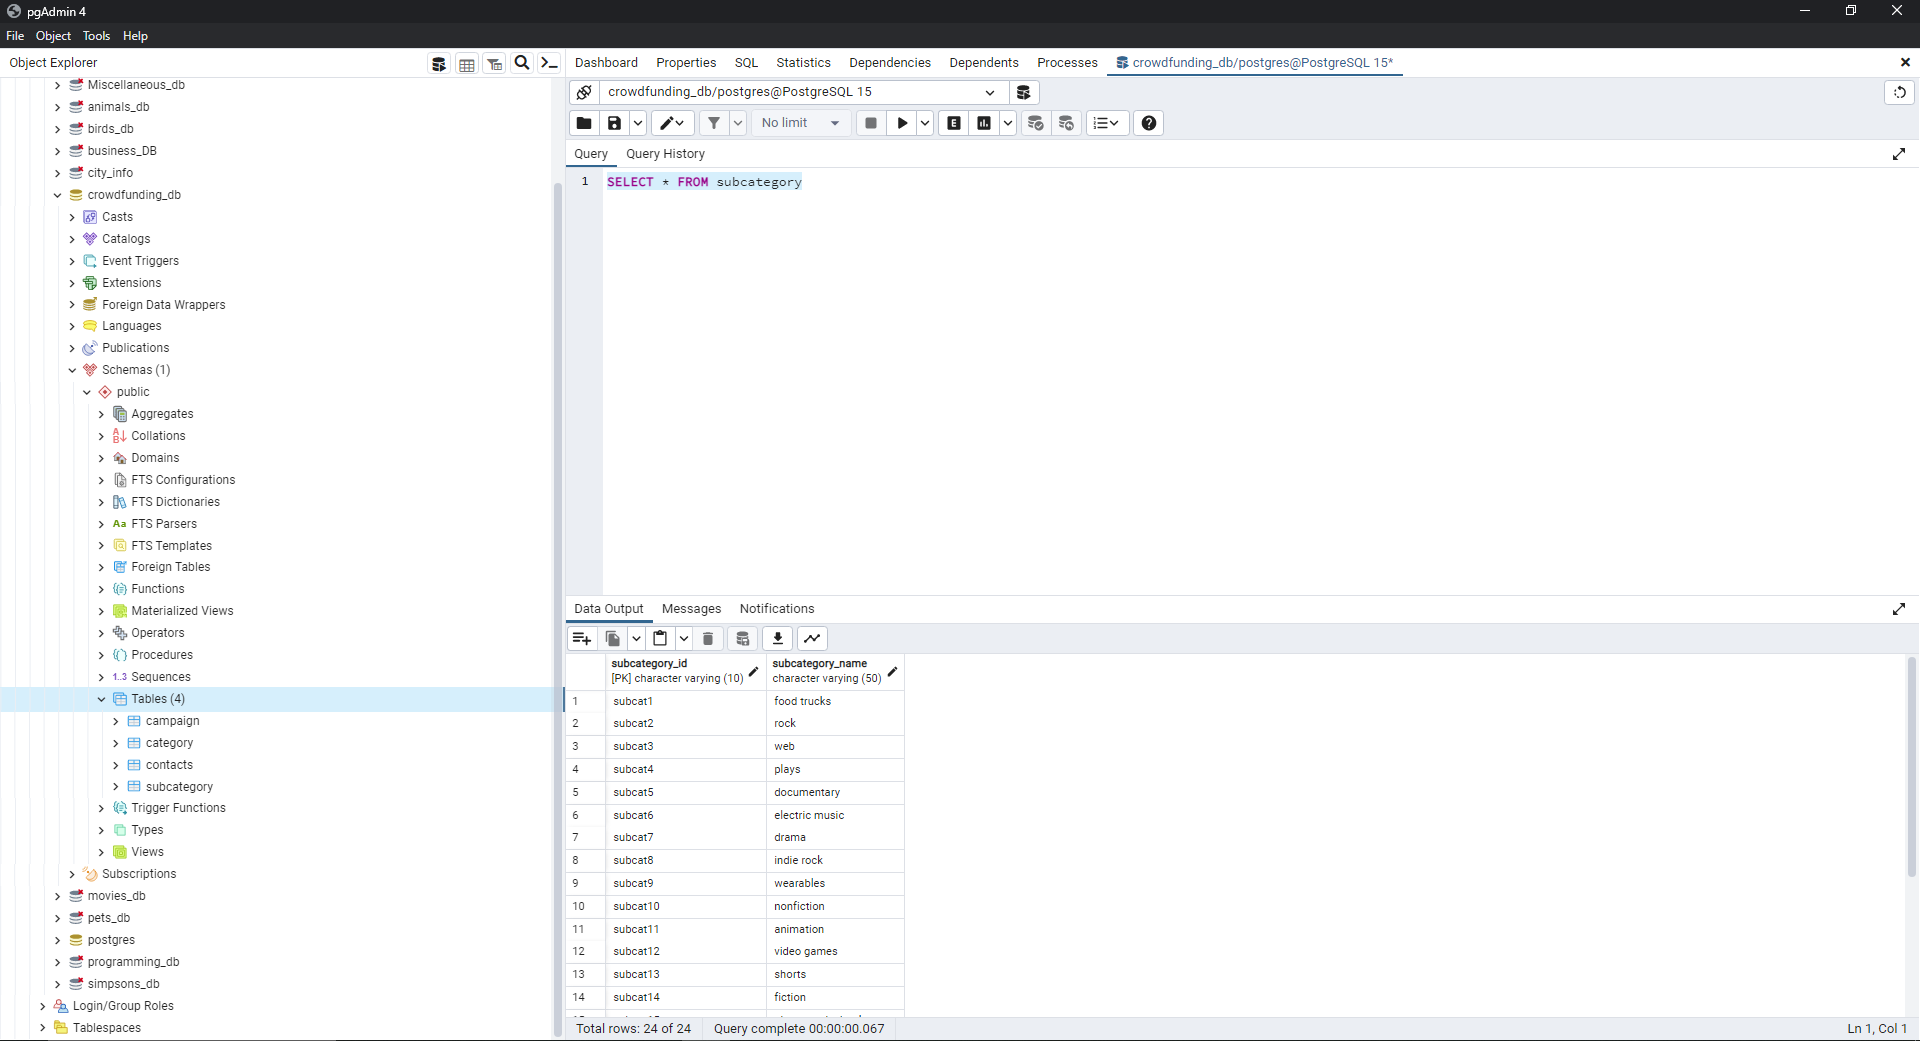 pgAdmin 4
File Object Tools Help
Object Explorer
Miscellaneous_db
animals_db
birds_db
business_DB
city_info
crowdfunding_db
Casts
Catalogs
Event Triggers
Extensions
Foreign Data Wrappers
Languages
Publications
Schemas (1)
public
Aggregates
Collations
Domains
FTS Configurations
FTS Dictionaries
Aa FTS Parsers
FTS Templates
Foreign Tables
Functions
Materialized Views
Operators
Procedures
1..3 Sequences
Tables (4)
campaign
category
contacts
subcategory
Trigger Functions
Types
Views
Subscriptions
movies_db
pets_db
postgres
programming_db
simpsons_db
Login/Group Roles
Tablespaces
Dashboard Properties SQL Statistics Dependencies Dependents Processes crowdfunding_db/postgres@PostgreSQL 15*
crowdfunding_db/postgres@PostgreSQL 15
No limit E
Query Query History
1 SELECT * FROM subcategory
Data Output Messages Notifications
subcategory_id subcategory_name
[PK] character varying (10) character varying (50)
1 subcat1 food trucks
2 subcat2 rock
3 subcat3 web
4 subcat4 plays
5 subcat5 documentary
6 subcat6 electric music
7 subcat7 drama
8 subcat8 indie rock
9 subcat9 wearables
10 subcat10 nonfiction
11 subcat11 animation
12 subcat12 video games
13 subcat13 shorts
14 subcat14 fiction
Total rows: 24 of 24 Query complete 00:00:00.067 Ln 1, Col 1